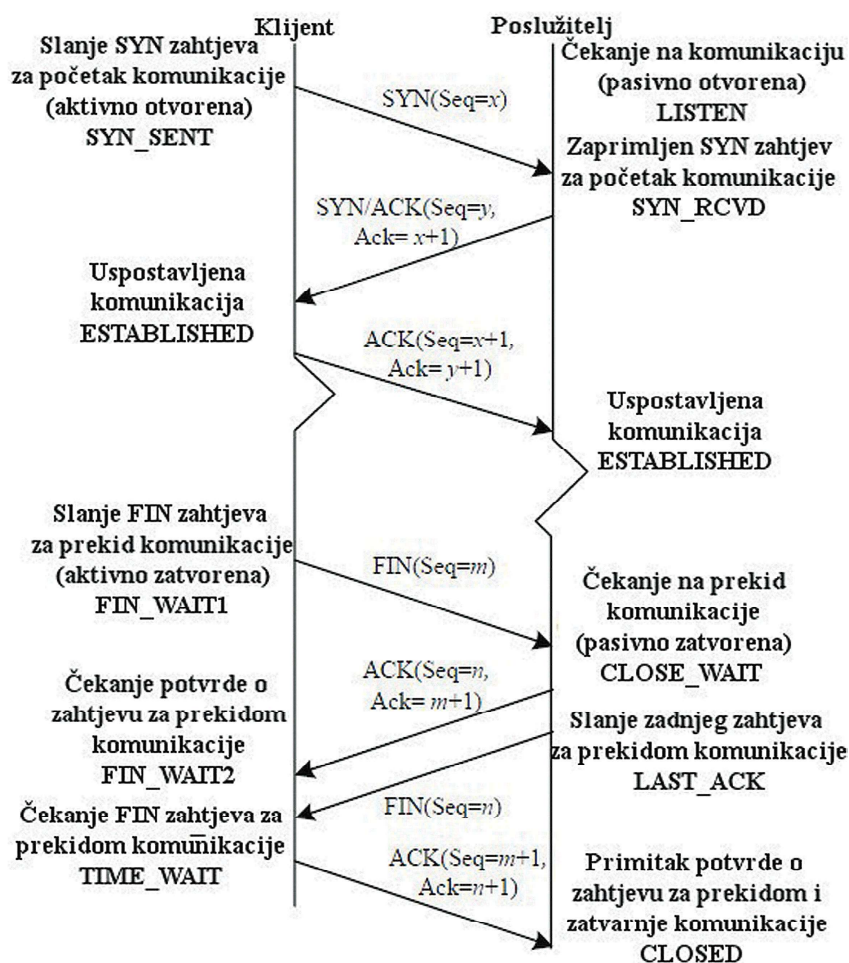 Klijent
Poslužitelj
Slanje SYN zahtjeva
za početak komunikacije
(aktivno otvorena)
SYN_SENT
Čekanje na komunikaciju
(pasivno otvorena)
LISTEN
SYN(Seq=x)
Zaprimljen SYN zahtjev
za početak komunikacije
SYN_RCVD
SYN/ACK(Seq=y,
Ack= x+1)
Uspostavljena
komunikacija
ESTABLISHED
ACK(Seq=x+1,
Ack= y+1)
Uspostavljena
komunikacija
ESTABLISHED
Slanje FIN zahtjeva
za prekid komunikacije
(aktivno zatvorena)
FIN_WAIT1
FIN(Seq=m)
Čekanje na prekid
komunikacije
(pasivno zatvorena)
CLOSE_WAIT
ACK(Seq=n,
Ack= m+1)
Čekanje potvrde o
zahtjevu za prekidom
komunikacije
FIN_WAIT2
Slanje zadnjeg zahtjeva
za prekidom komunikacije
LAST_ACK
FIN(Seq=n)
Čekanje FIN zahtjeva za
prekidom komunikacije
TIME_WAIT
ACK(Seq=m+1,
Ack=n+1)
Primitak potvrde o
zahtjevu za prekidom i
zatvarnje komunikacije
CLOSED